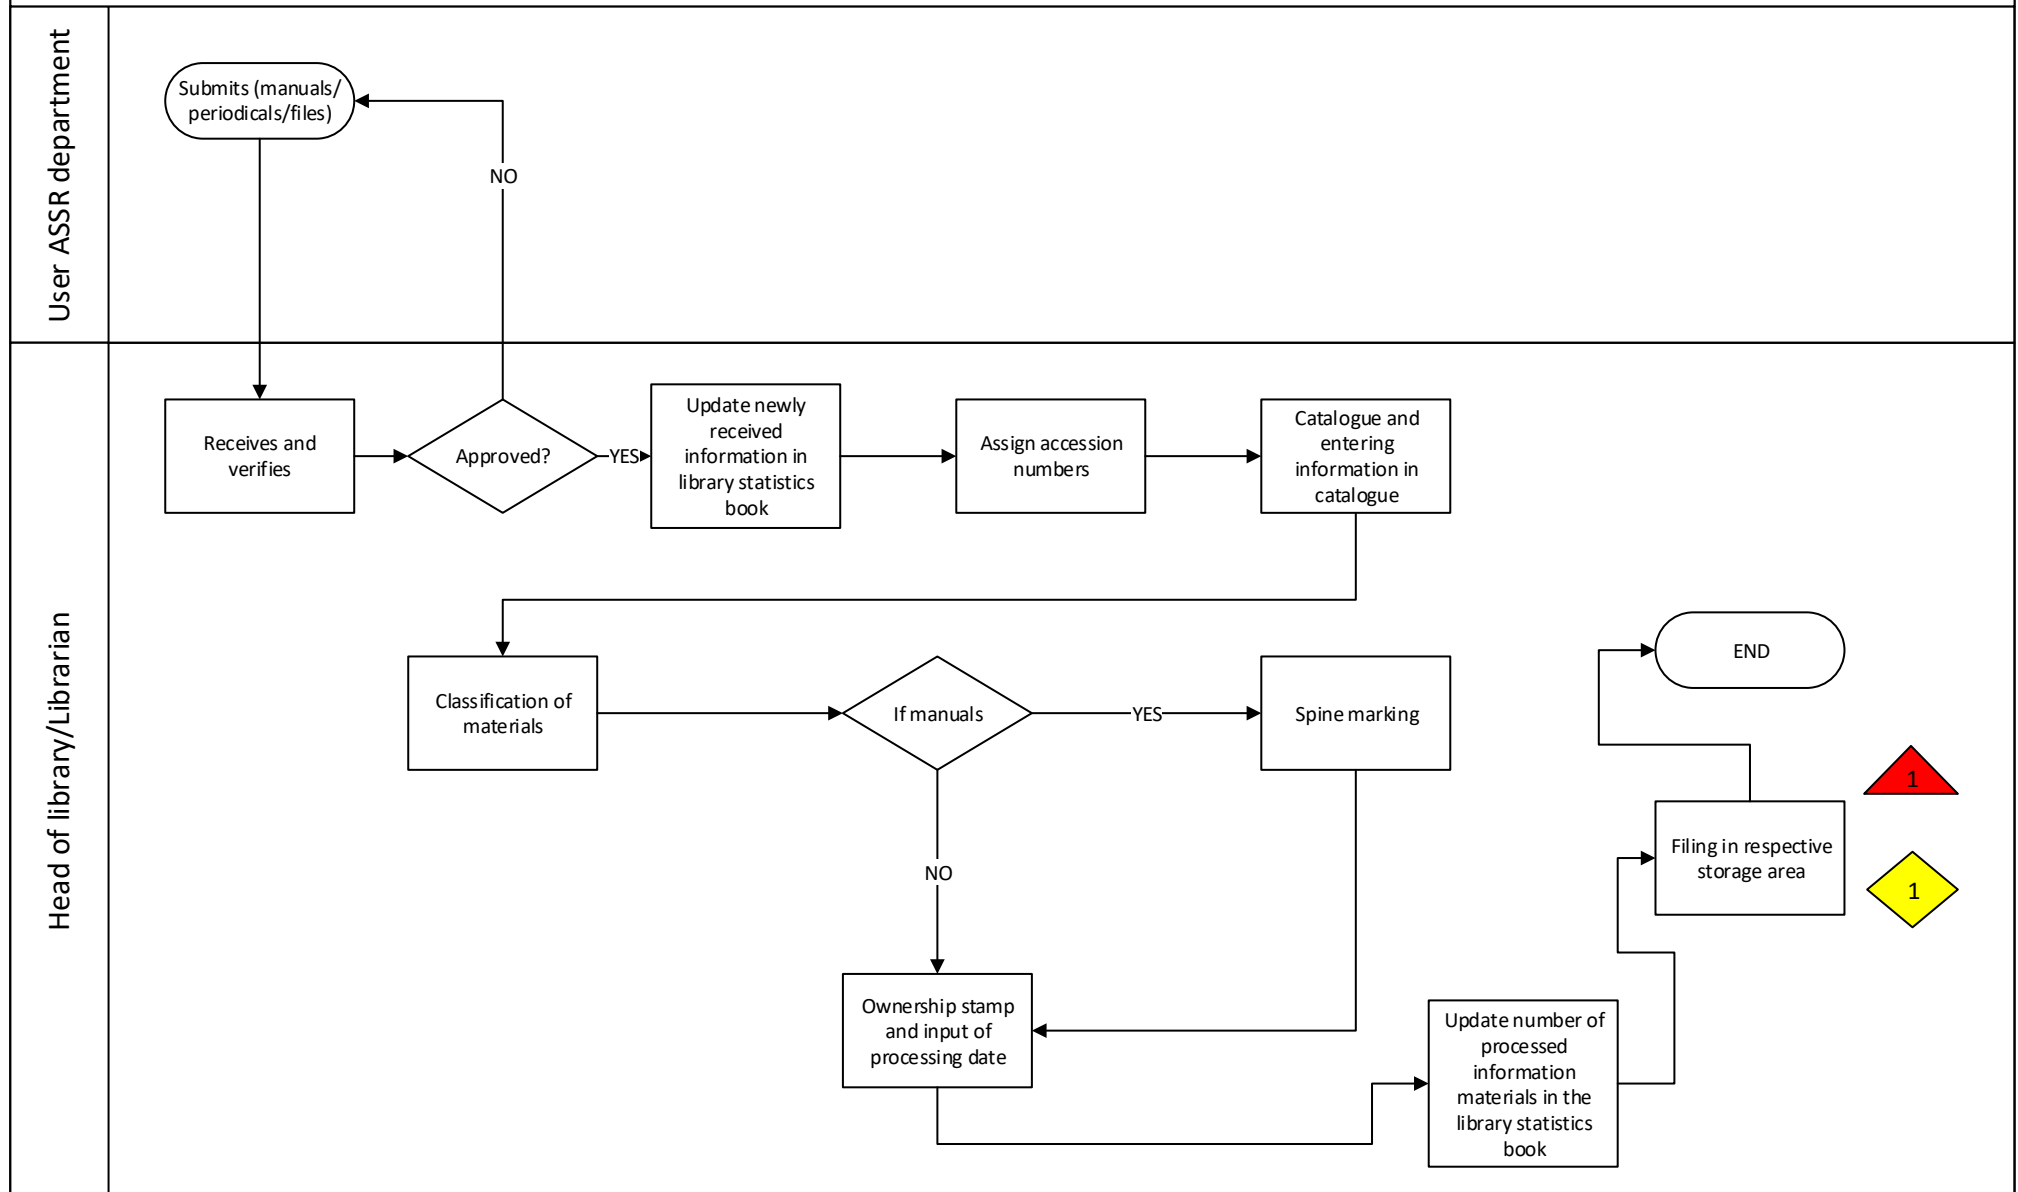 User ASSR department
Submits (manuals/
periodicals/files)
NO
Head of library/Librarian
Receives and
verifies
Approved?
YES
Update newly
received
information in
library statistics
book
Assign accession
numbers
Catalogue and
entering
information in
catalogue
Classification of
materials
If manuals
YES
Spine marking
NO
Ownership stamp
and input of
processing date
Update number of
processed
information
materials in the
library statistics
book
Filing in respective
storage area
1
1
END